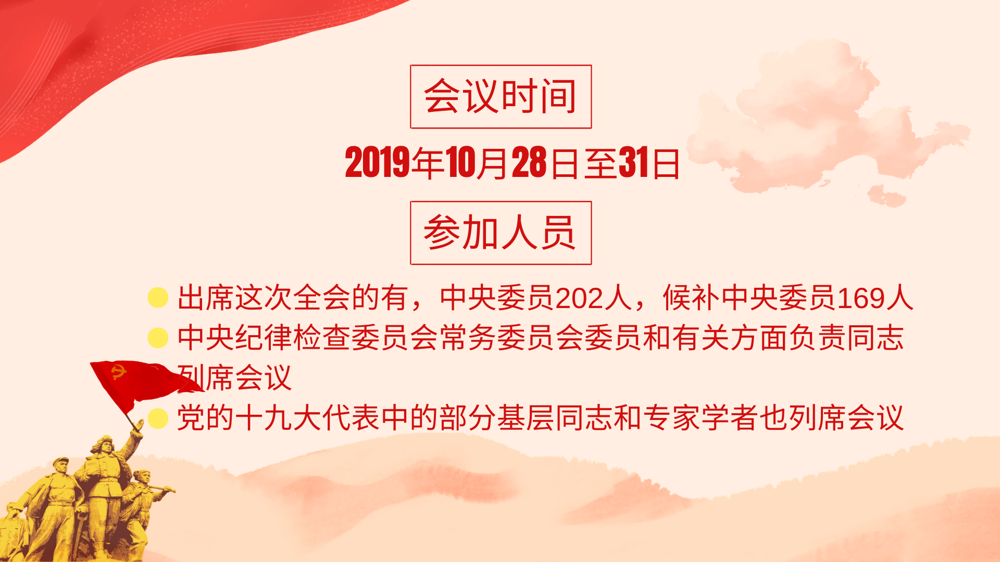 会议时间
2019年10月28日至31日
参加人员
出席这次全会的有，中央委员202人，候补中央委员169人
中央纪律检查委员会常务委员会委员和有关方面负责同志
列席会议
党的十九大代表中的部分基层同志和专家学者也列席会议